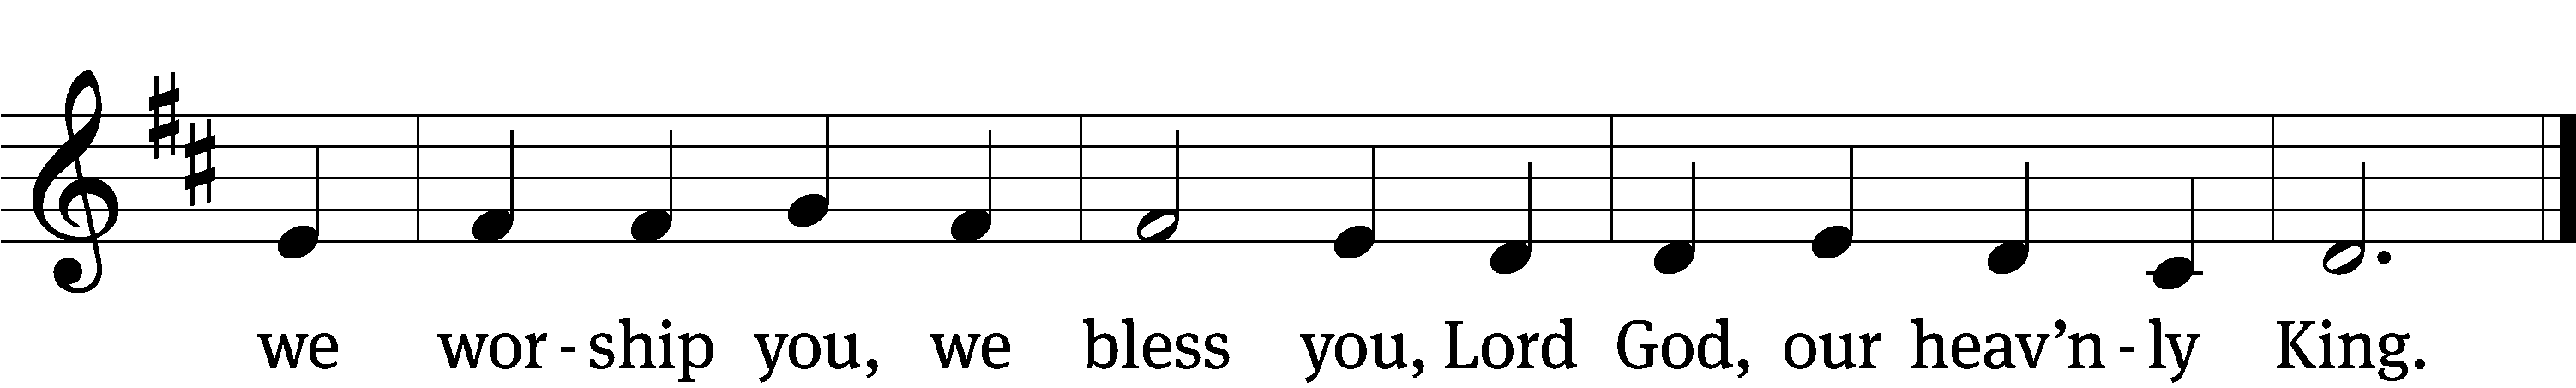 we wor - ship you, we bless you, Lord God, our heav’n - ly King.